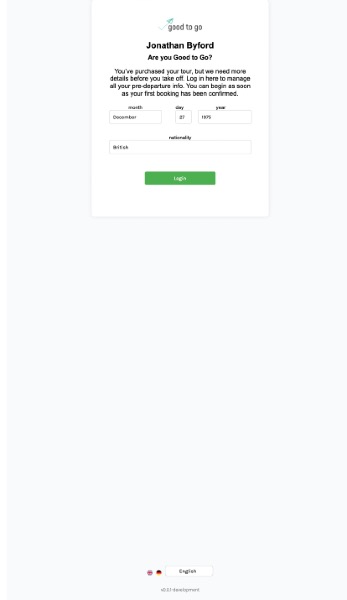 good to go
Jonathan Byford
Are you Good to Go?
You've purchased your tour, but we need more
details before you take off. Log in here to manage
all your pre-departure info. You can begin as soon
as your first booking has been confirmed.
month day year
December 27 1975
nationality
British
Login
English
v0.0.1-development